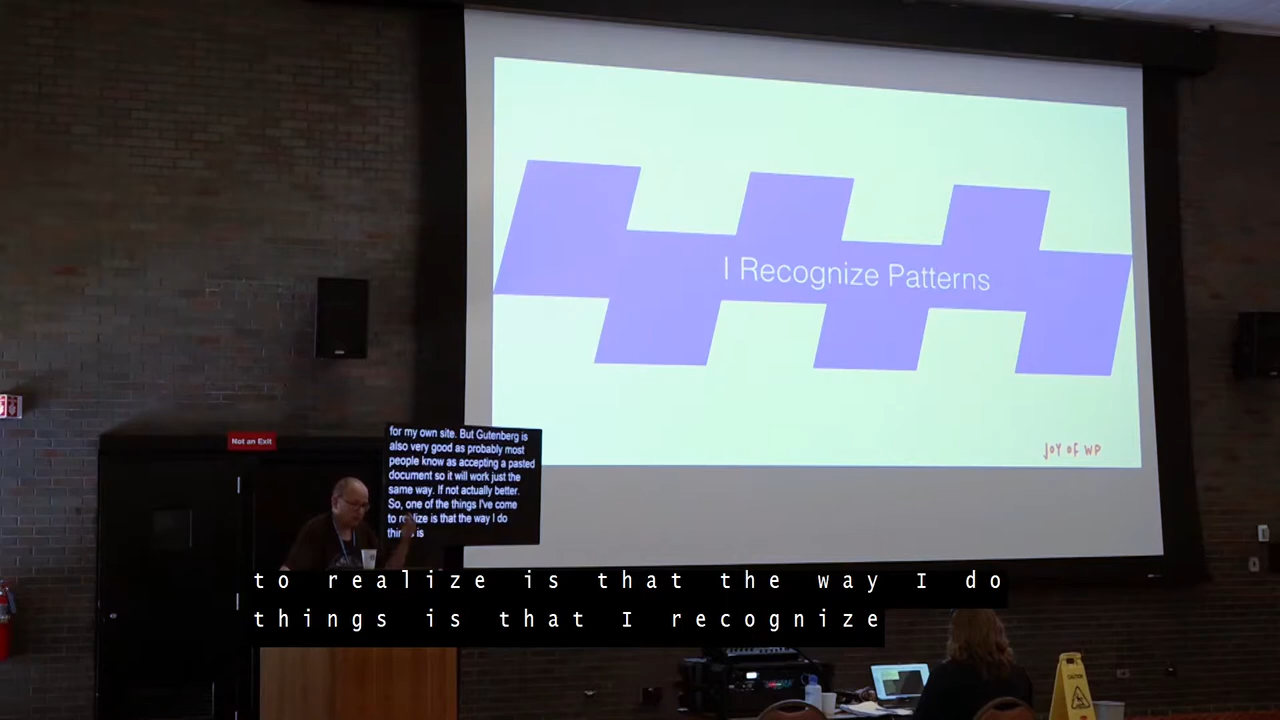 I Recognize Patterns
JOY OF WP
Not an Exit
for my own site. But Gutenberg is
also very good as probably most
people know as accepting a pasted
document so it will work just the
same way. If not actually better.
So, one of the things I've come
to realize is that the way I do
things is
to realize is that the way I do
things is that I recognize
CAUTION